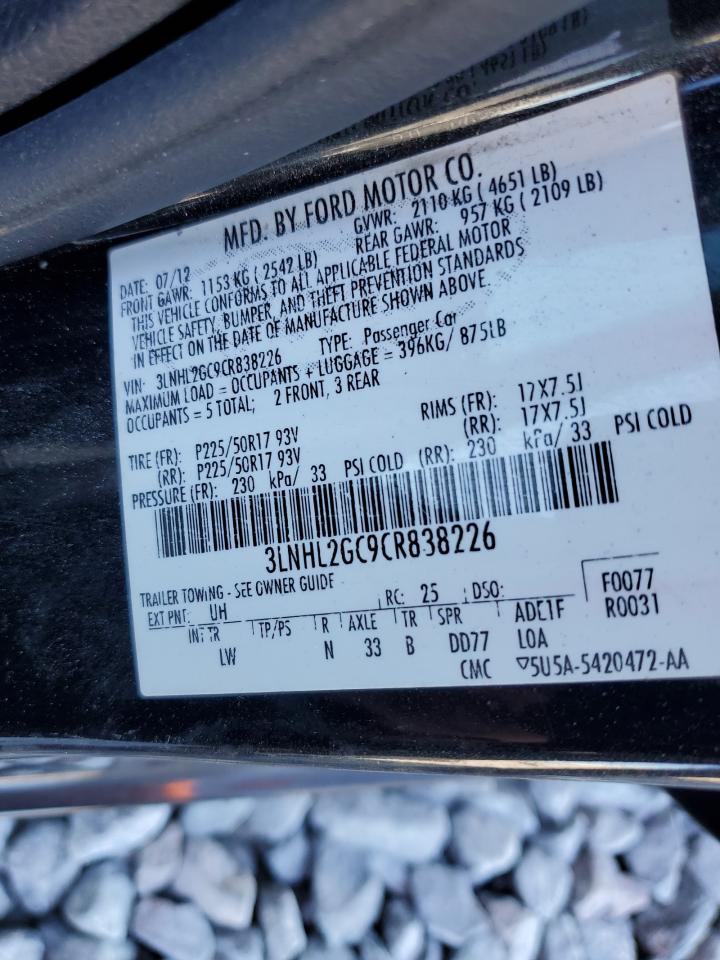 MFD. BY FORD MOTOR CO.
DATE: 07/12 GVWR: 2110 KG ( 4651 LB)
FRONT GAWR: 1153 KG ( 2542 LB) REAR GAWR: 957 KG ( 2109 LB)
THIS VEHICLE CONFORMS TO ALL APPLICABLE FEDERAL MOTOR
VEHICLE SAFETY, BUMPER, AND THEFT PREVENTION STANDARDS
IN EFFECT ON THE DATE OF MANUFACTURE SHOWN ABOVE.
VIN: 3LNHL2GC9CR838226 TYPE: Passenger Car
MAXIMUM LOAD = OCCUPANTS + LUGGAGE = 396KG/ 875LB
OCCUPANTS = 5 TOTAL; 2 FRONT, 3 REAR
TIRE (FR): P225/50R17 93V RIMS (FR): 17X7.5J
(RR): P225/50R17 93V (RR): 17X7.5J
PRESSURE (FR): 230 kPa/ 33 PSI COLD (RR): 230 kPa/ 33 PSI COLD
3LNHL2GC9CR838226
TRAILER TOWING - SEE OWNER GUIDE
EXT PNT: UH RC: 25 DSO: F0077
INT TR TP/PS R AXLE TR SPR R0031
LW N 33 B DD77
CMC ▽5U5A-5420472-AA